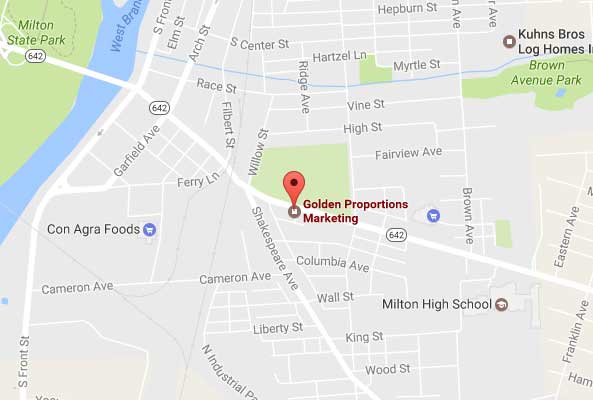 Milton
State Park
West Bran
S Fron
Elm St
Arch St
Hepburn St
S Center St
Hartzel Ln
Myrtle St
Ridge Ave
Brown Ave
Kuhns Bros
Log Homes In
Brown
Avenue Park
642
Race St
642
Filbert St
Willow St
Vine St
High St
Fairview Ave
Garfield Ave
Ferry Ln
Golden Proportions
Marketing
642
Brown Ave
Con Agra Foods
Shakespeare Ave
Eastern Ave
Columbia Ave
Cameron Ave
Cameron Ave
Wall St
Milton High School
Liberty St
King St
S Front St
N Industrial P
Wood St
Franklin Ave
Ham